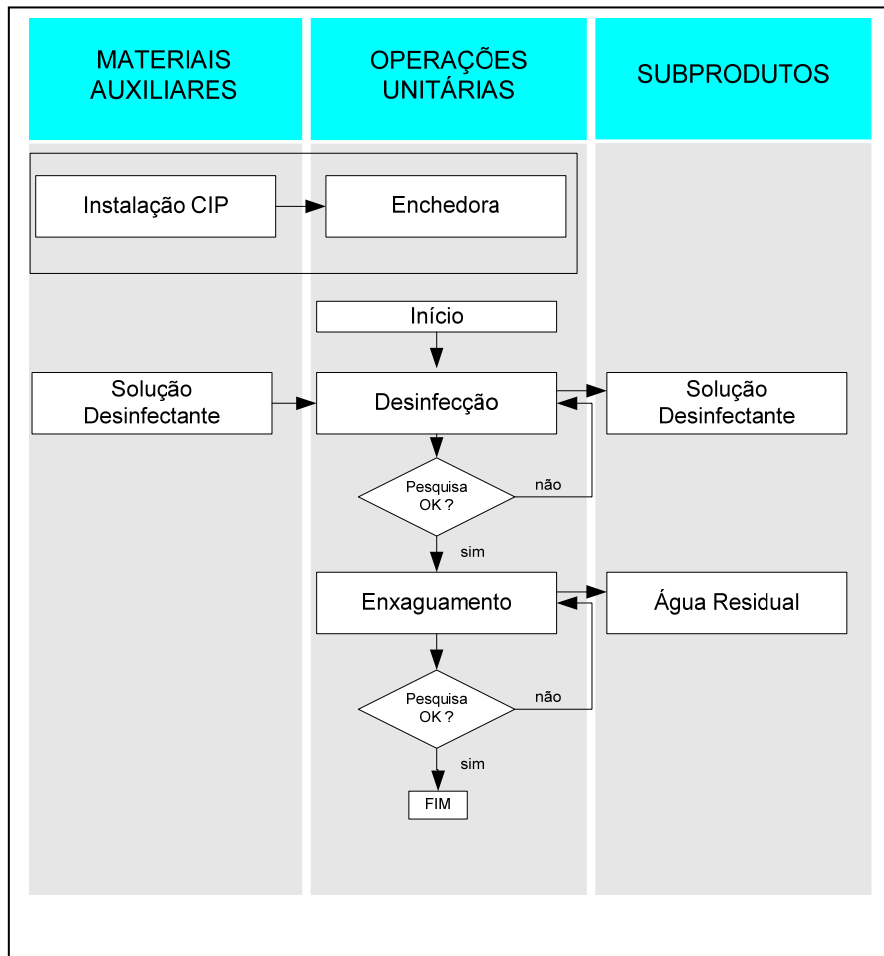 MATERIAIS
AUXILIARES
OPERAÇÕES
UNITÁRIAS
SUBPRODUTOS
Instalação CIP
Enchedora
Início
Solução
Desinfectante
Desinfecção
Solução
Desinfectante
Pesquisa
OK ?
não
sim
Enxaguamento
Água Residual
Pesquisa
OK ?
não
sim
FIM